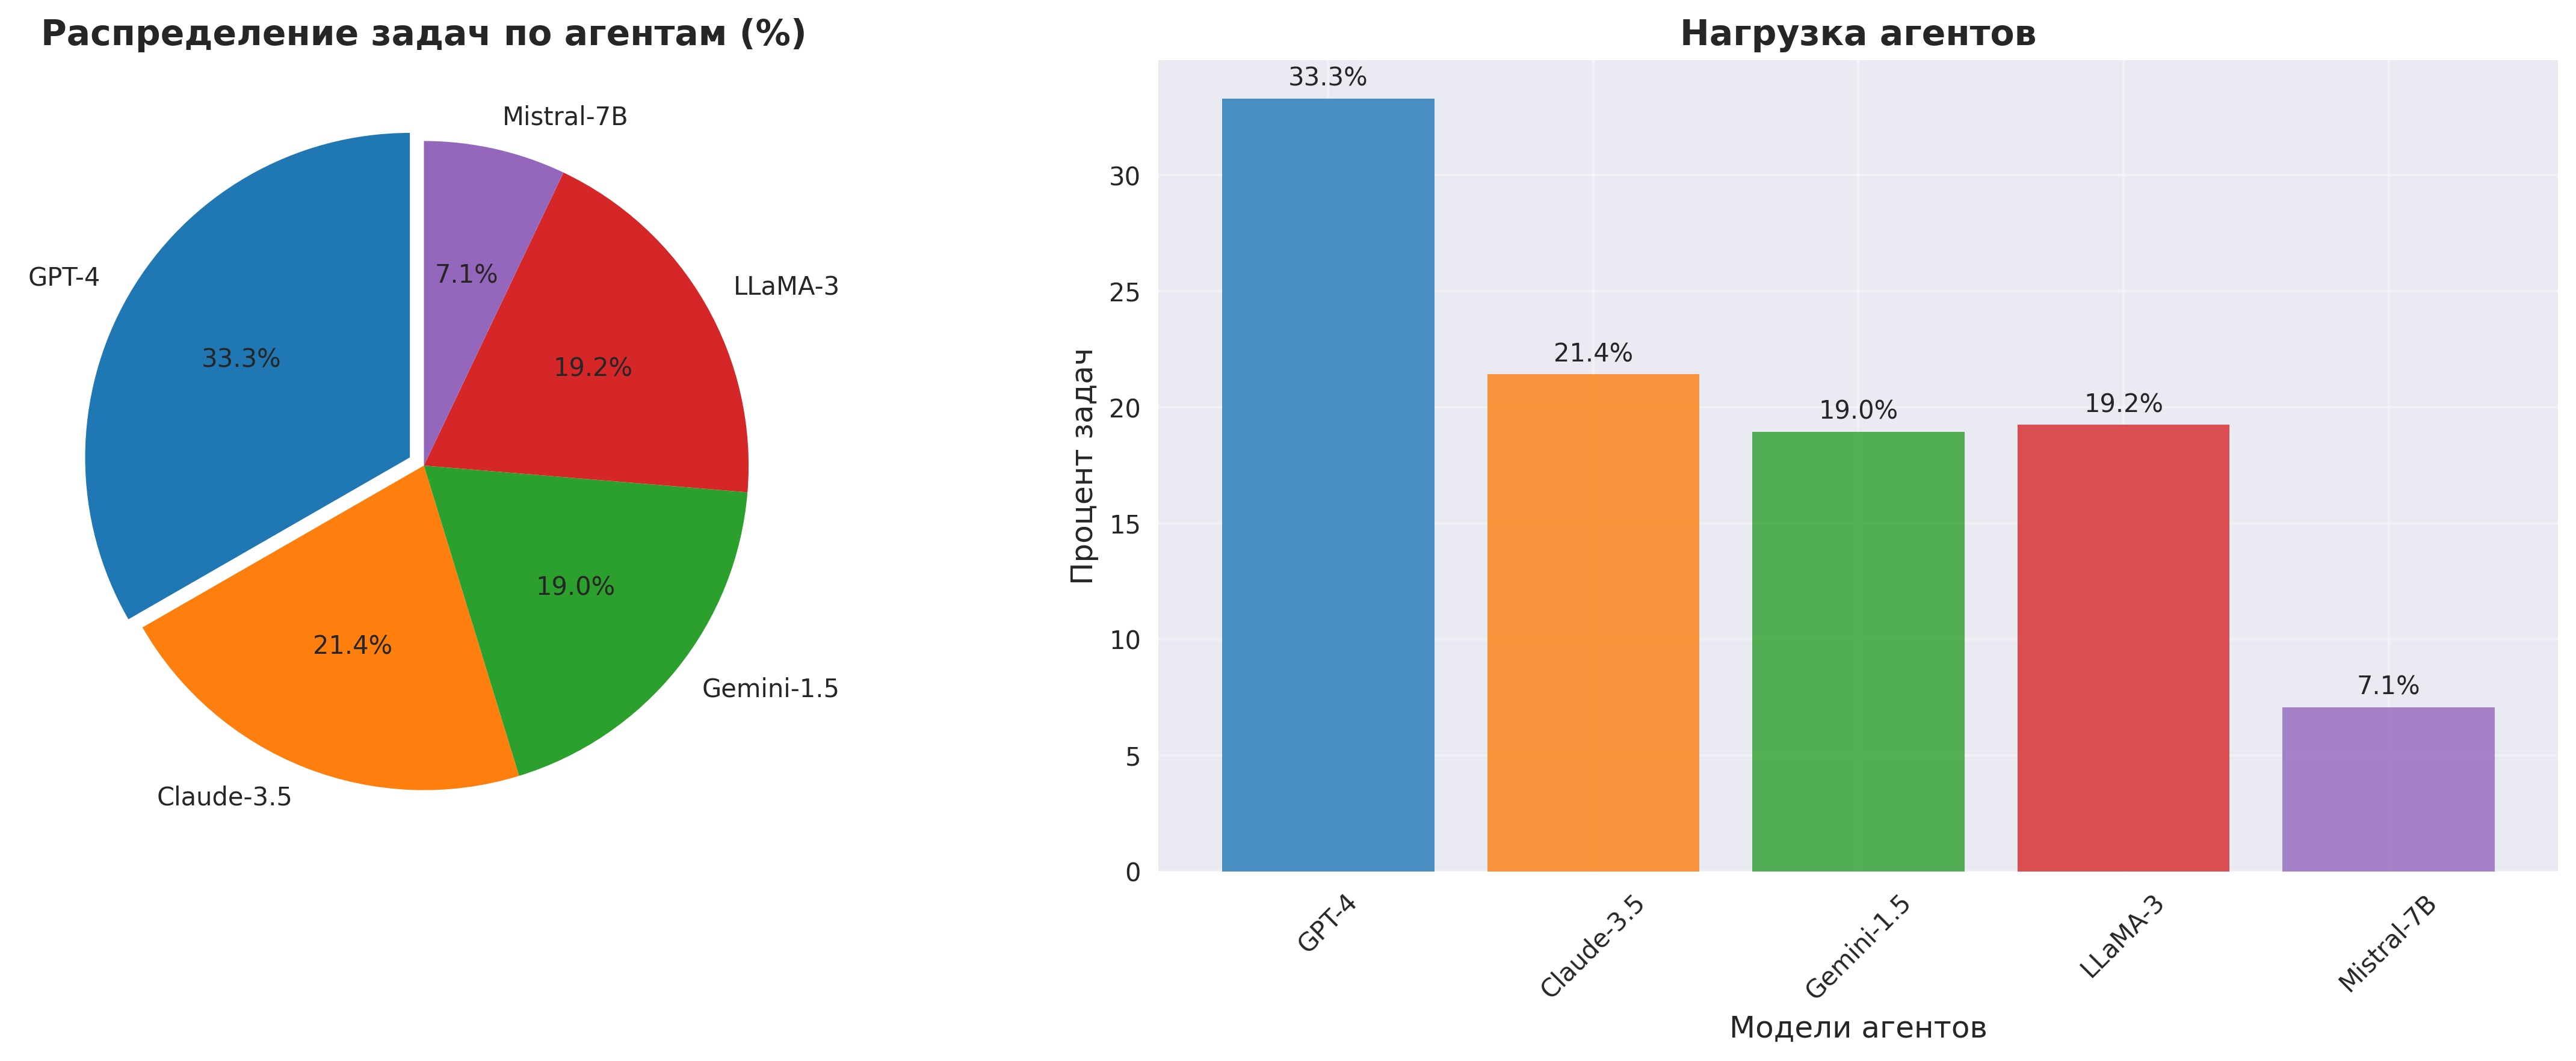 Распределение задач по агентам (%)
Mistral-7B
GPT-4
7.1%
LLaMA-3
33.3%
19.2%
19.0%
21.4%
Gemini-1.5
Claude-3.5
Нагрузка агентов
33.3%
21.4%
19.0%
19.2%
7.1%
Процент задач
30
25
20
15
10
5
0
GPT-4
Claude-3.5
Gemini-1.5
LLaMA-3
Mistral-7B
Модели агентов